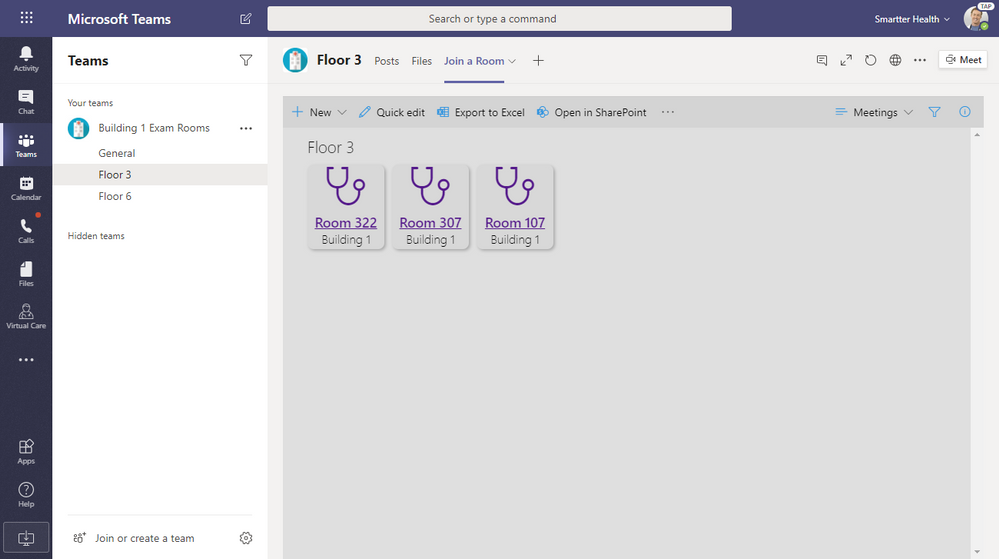 Microsoft Teams
Search or type a command
Smartter Health
TAP
Activity
Chat
Teams
Calendar
Calls
Files
Virtual Care
Apps
Help
Teams
Your teams
Building 1 Exam Rooms
General
Floor 3
Floor 6
Hidden teams
Join or create a team
Floor 3 Posts Files Join a Room
Meet
New Quick edit Export to Excel Open in SharePoint Meetings
Floor 3
Room 322 Room 307 Room 107
Building 1 Building 1 Building 1